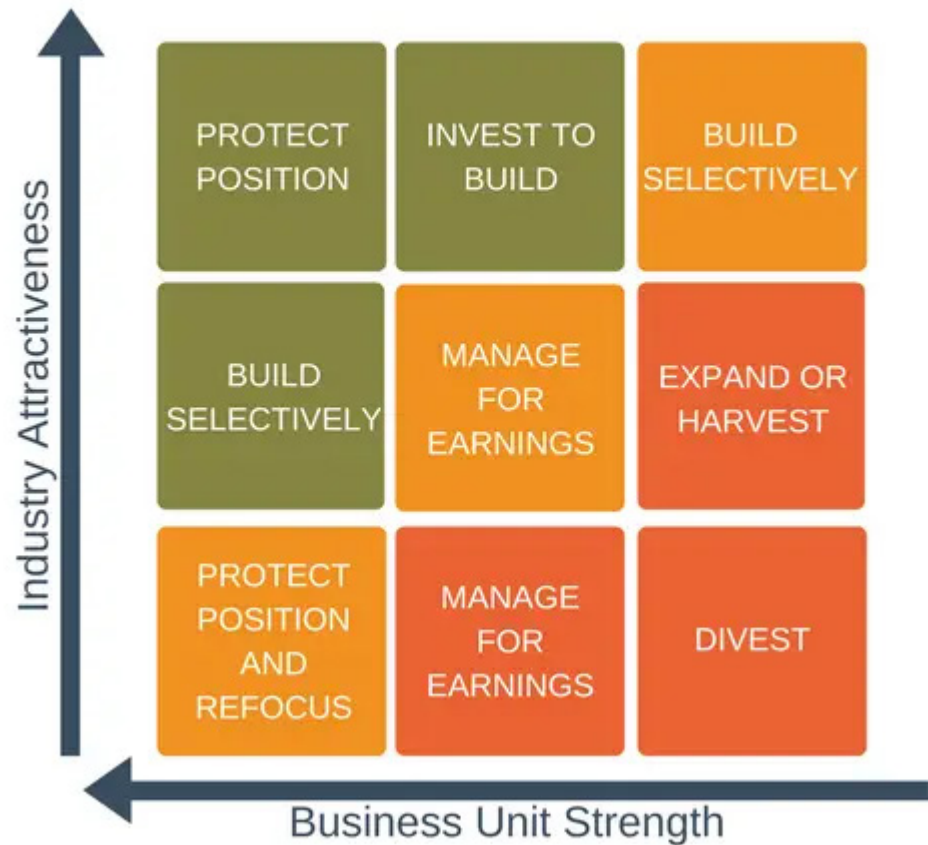 PROTECT
POSITION
INVEST TO
BUILD
BUILD
SELECTIVELY
BUILD
SELECTIVELY
MANAGE
FOR
EARNINGS
EXPAND OR
HARVEST
PROTECT
POSITION
AND
REFOCUS
MANAGE
FOR
EARNINGS
DIVEST
Industry Attractiveness
Business Unit Strength